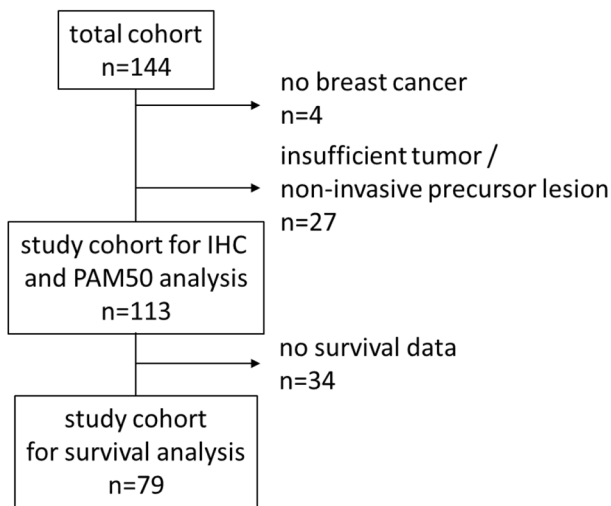 total cohort
n=144
no breast cancer
n=4
insufficient tumor /
non-invasive precursor lesion
n=27
study cohort for IHC
and PAM50 analysis
n=113
no survival data
n=34
study cohort
for survival analysis
n=79